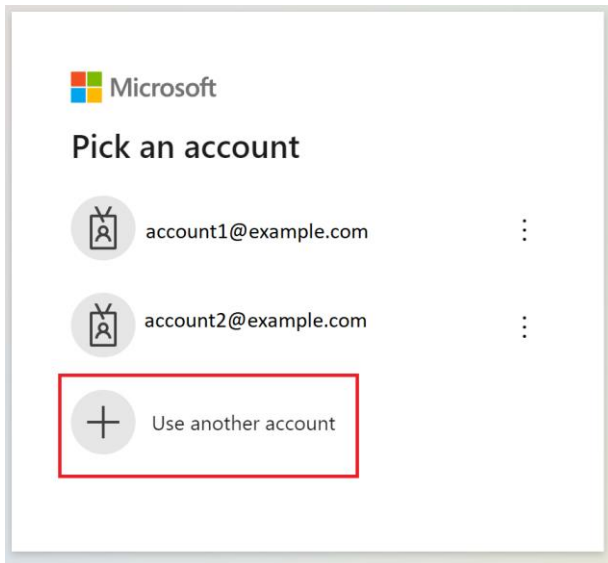 Microsoft
Pick an account
account1@example.com
account2@example.com
Use another account